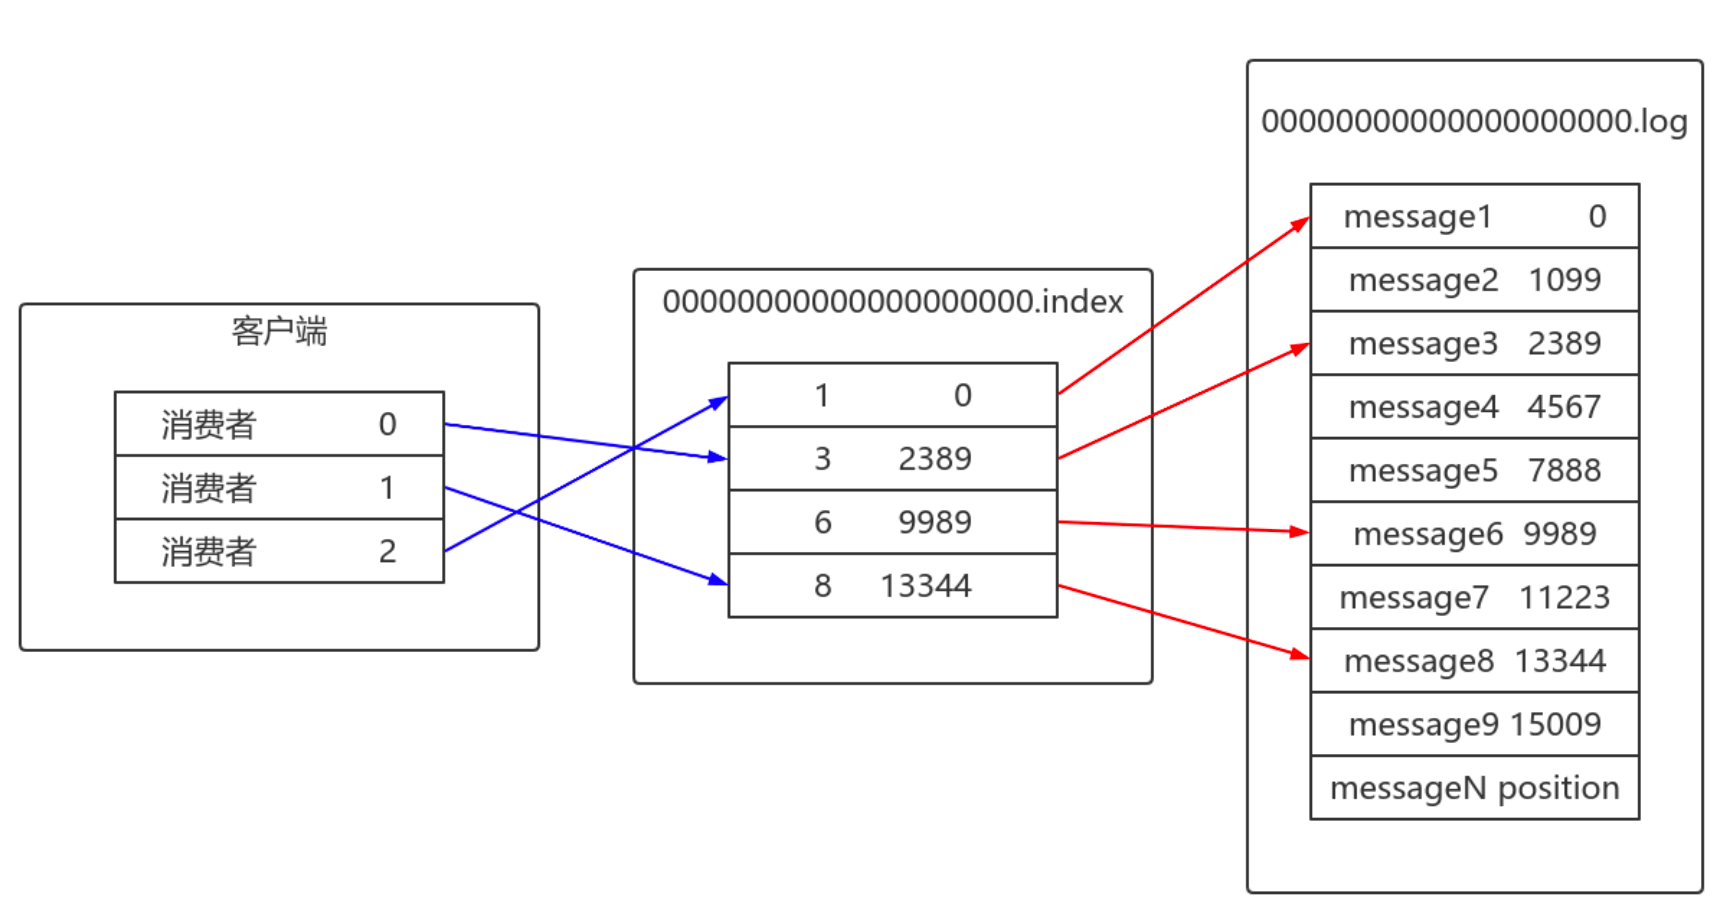 客户端
消费者 0
消费者 1
消费者 2
00000000000000000000.index
1 0
3 2389
6 9989
8 13344
00000000000000000000.log
message1 0
message2 1099
message3 2389
message4 4567
message5 7888
message6 9989
message7 11223
message8 13344
message9 15009
messageN position